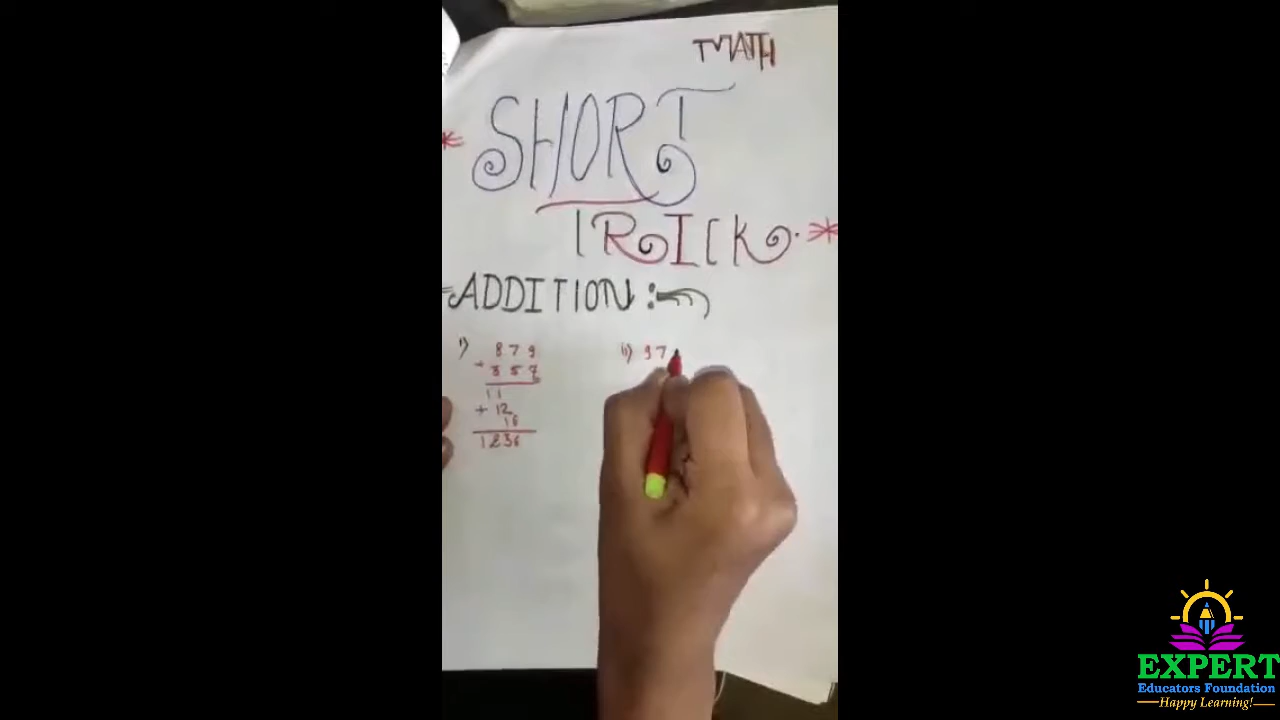 MATH
SHORT
TRICK.
ADDITION :
i) 879
+ 357
11
+ 12
16
1236
ii) 97
EXPERT
Educators Foundation
Happy Learning!